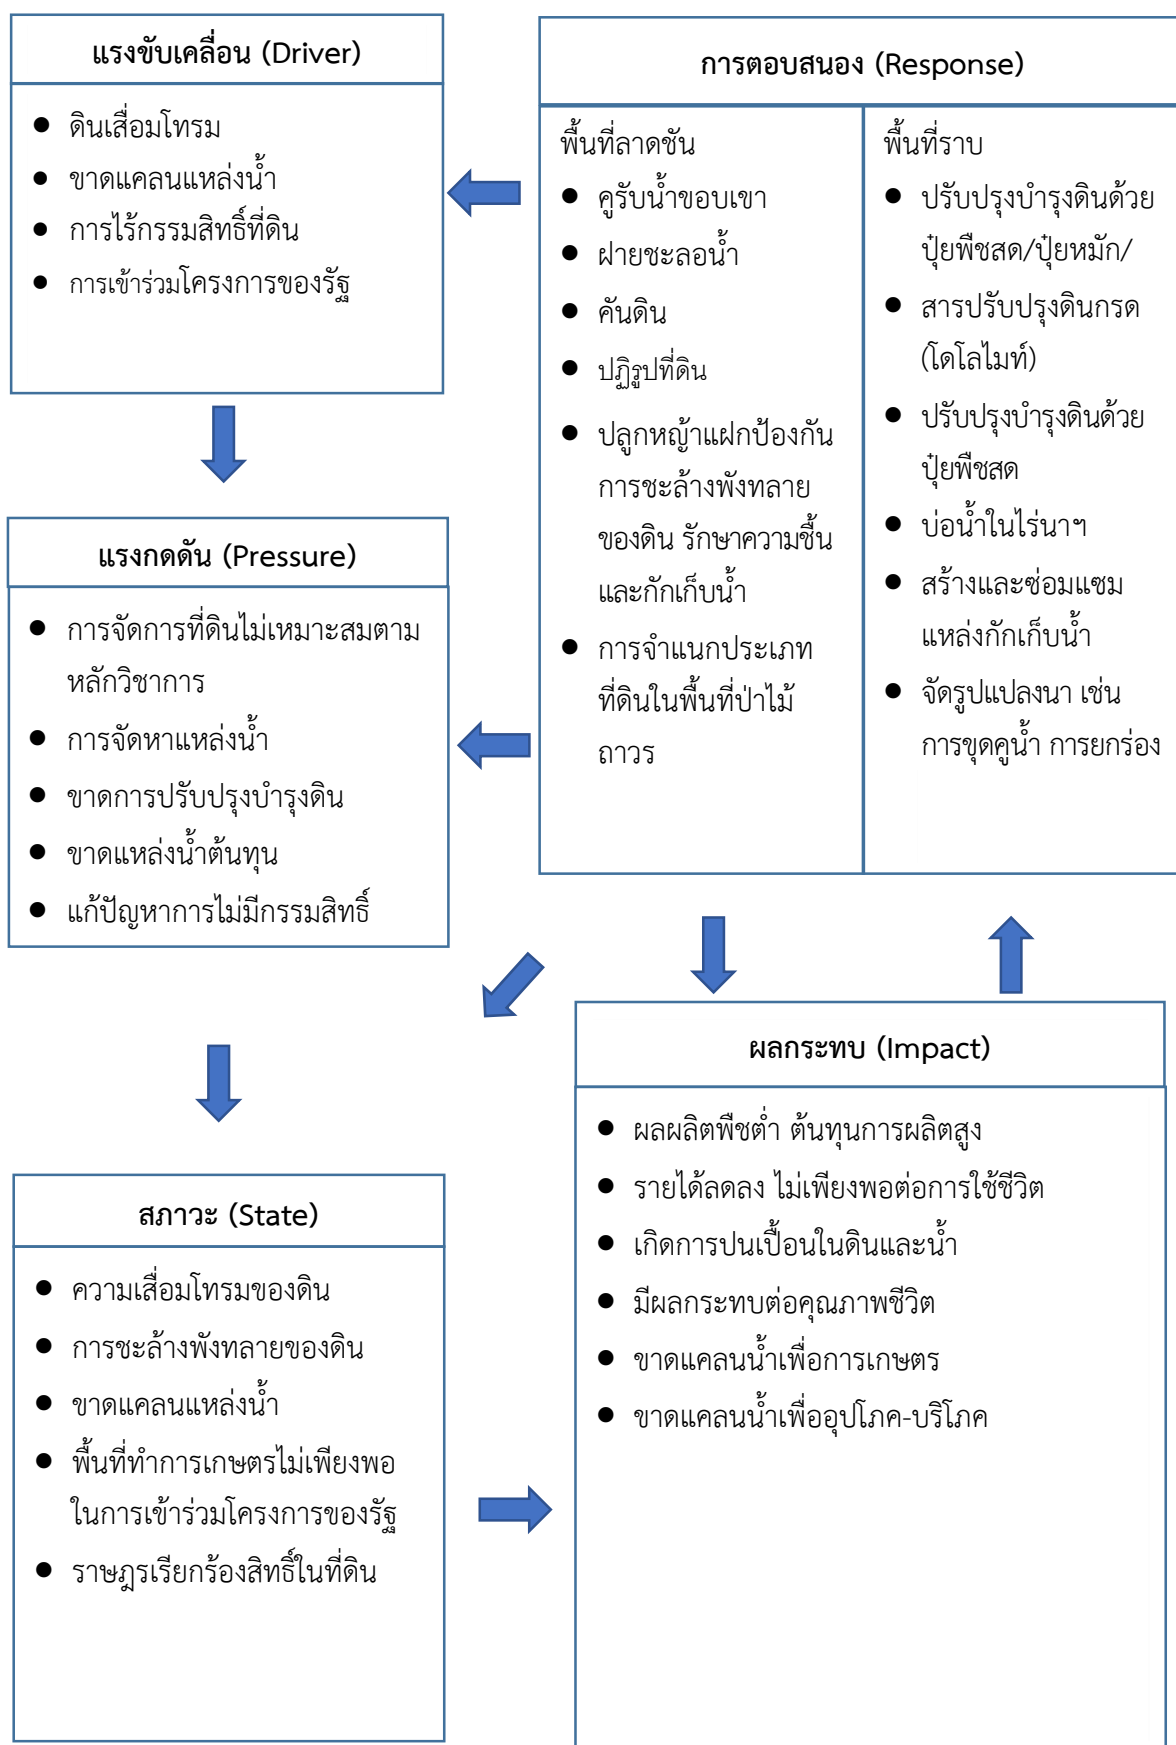 แรงขับเคลื่อน (Driver)
ดินเสื่อมโทรม
ขาดแคลนแหล่งน้ำ
การไร้กรรมสิทธิ์ที่ดิน
การเข้าร่วมโครงการของรัฐ
การตอบสนอง (Response)
พื้นที่ลาดชัน
คูรับน้ำขอบเขา
ฝายชะลอน้ำ
คันดิน
ปฏิรูปที่ดิน
ปลูกหญ้าแฝกป้องกัน
การชะล้างพังทลาย
ของดิน รักษาความชื้น
และกักเก็บน้ำ
การจำแนกประเภท
ที่ดินในพื้นที่ป่าไม้
ถาวร
พื้นที่ราบ
ปรับปรุงบำรุงดินด้วย
ปุ๋ยพืชสด/ปุ๋ยหมัก/
สารปรับปรุงดินกรด
(โดโลไมท์)
ปรับปรุงบำรุงดินด้วย
ปุ๋ยพืชสด
บ่อน้ำในไร่นาฯ
สร้างและซ่อมแซม
แหล่งกักเก็บน้ำ
จัดรูปแปลงนา เช่น
การขุดคูน้ำ การยกร่อง
แรงกดดัน (Pressure)
การจัดการที่ดินไม่เหมาะสมตาม
หลักวิชาการ
การจัดหาแหล่งน้ำ
ขาดการปรับปรุงบำรุงดิน
ขาดแหล่งน้ำต้นทุน
แก้ปัญหาการไม่มีกรรมสิทธิ์
สภาวะ (State)
ความเสื่อมโทรมของดิน
การชะล้างพังทลายของดิน
ขาดแคลนแหล่งน้ำ
พื้นที่ทำการเกษตรไม่เพียงพอ
ในการเข้าร่วมโครงการของรัฐ
ราษฎรเรียกร้องสิทธิ์ในที่ดิน
ผลกระทบ (Impact)
ผลผลิตพืชต่ำ ต้นทุนการผลิตสูง
รายได้ลดลง ไม่เพียงพอต่อการใช้ชีวิต
เกิดการปนเปื้อนในดินและน้ำ
มีผลกระทบต่อคุณภาพชีวิต
ขาดแคลนน้ำเพื่อการเกษตร
ขาดแคลนน้ำเพื่ออุปโภค-บริโภค